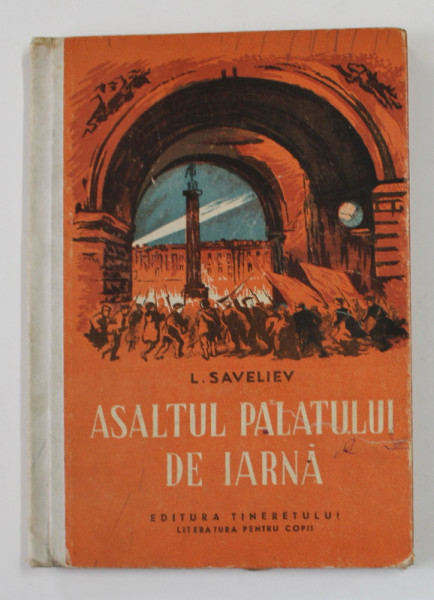 L. SAVELIEV
ASALTUL PALATULUI
DE IARNĂ
EDITURA TINERETULUI
LITERATURA PENTRU COPII